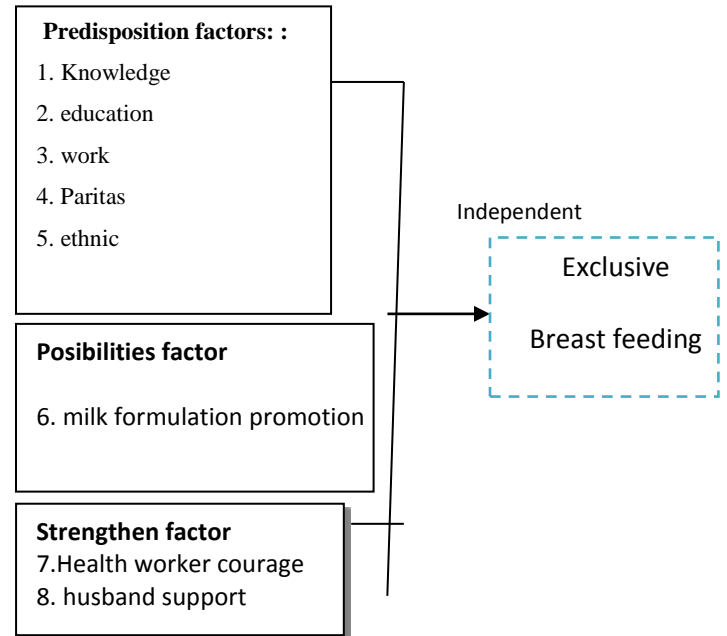 Predisposition factors: :
1. Knowledge
2. education
3. work
4. Paritas
5. ethnic
Posibilities factor
6. milk formulation promotion
Strengthen factor
7.Health worker courage
8. husband support
Independent
Exclusive
Breast feeding